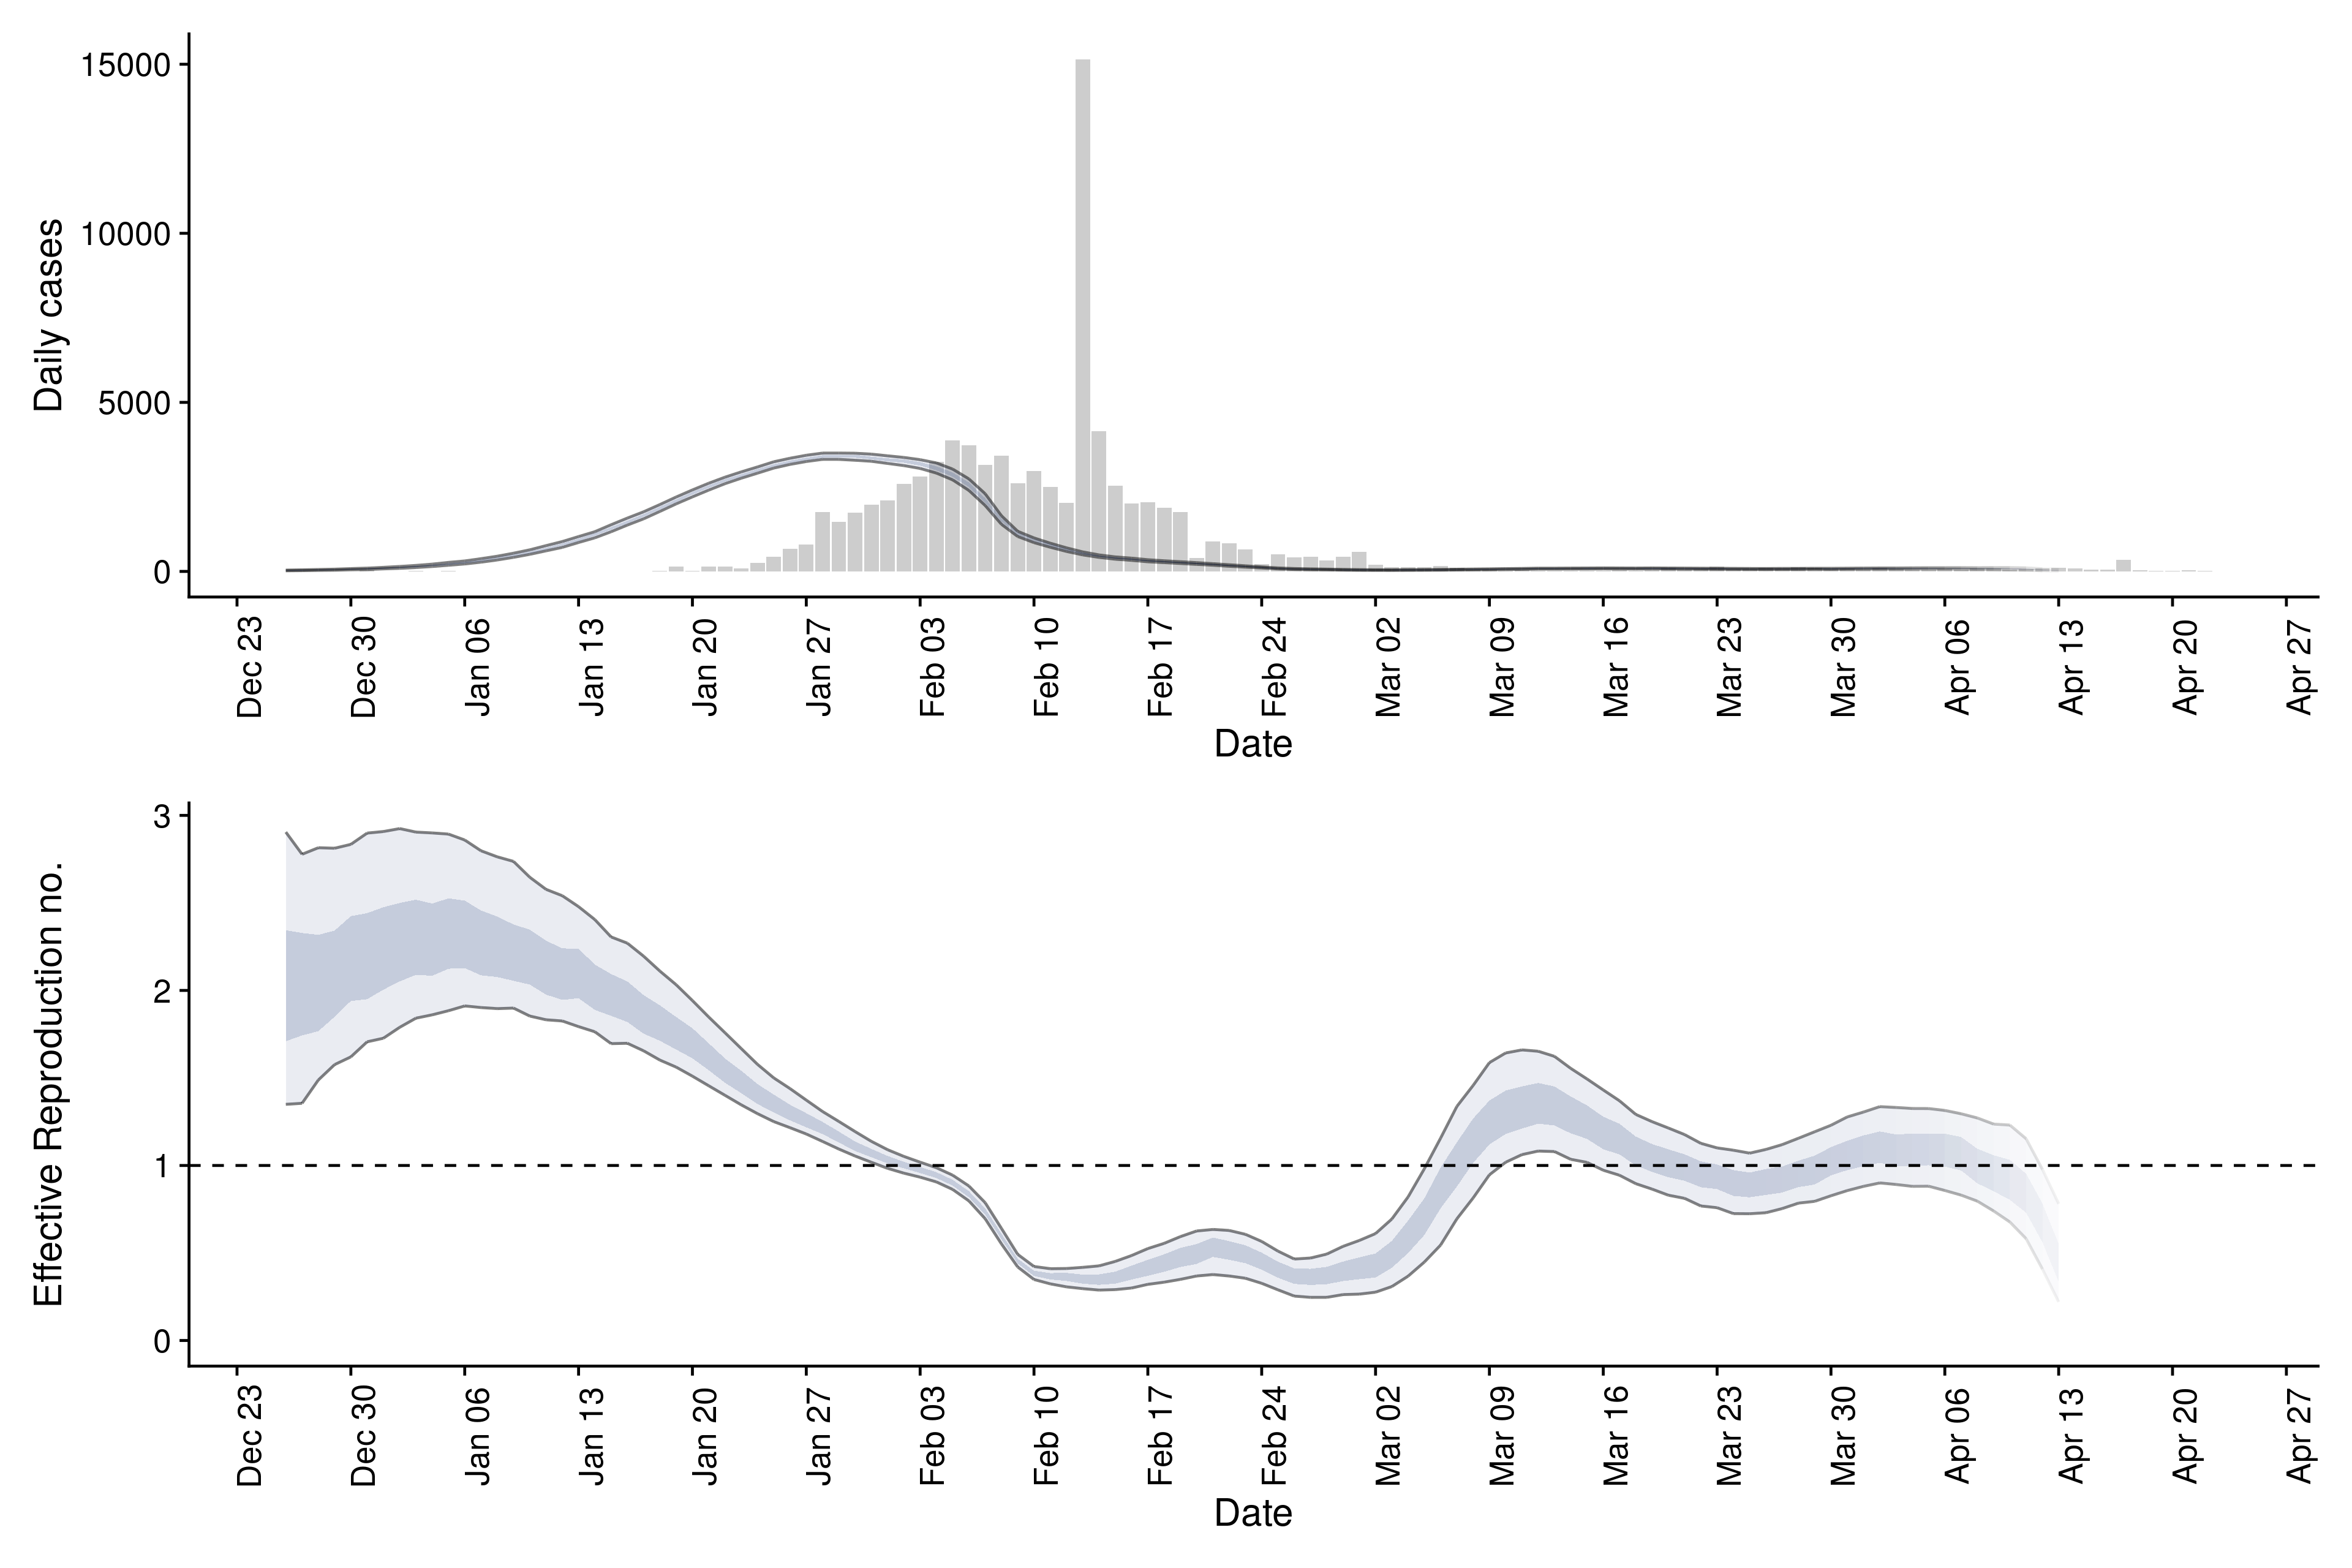 15000
10000
5000
0
Daily cases
Dec 23
Dec 30
Jan 06
Jan 13
Jan 20
Jan 27
Feb 03
Feb 10
Feb 17
Feb 24
Mar 02
Mar 09
Mar 16
Mar 23
Mar 30
Apr 06
Apr 13
Apr 20
Apr 27
Date
3
2
1
0
Effective Reproduction no.
Dec 23
Dec 30
Jan 06
Jan 13
Jan 20
Jan 27
Feb 03
Feb 10
Feb 17
Feb 24
Mar 02
Mar 09
Mar 16
Mar 23
Mar 30
Apr 06
Apr 13
Apr 20
Apr 27
Date